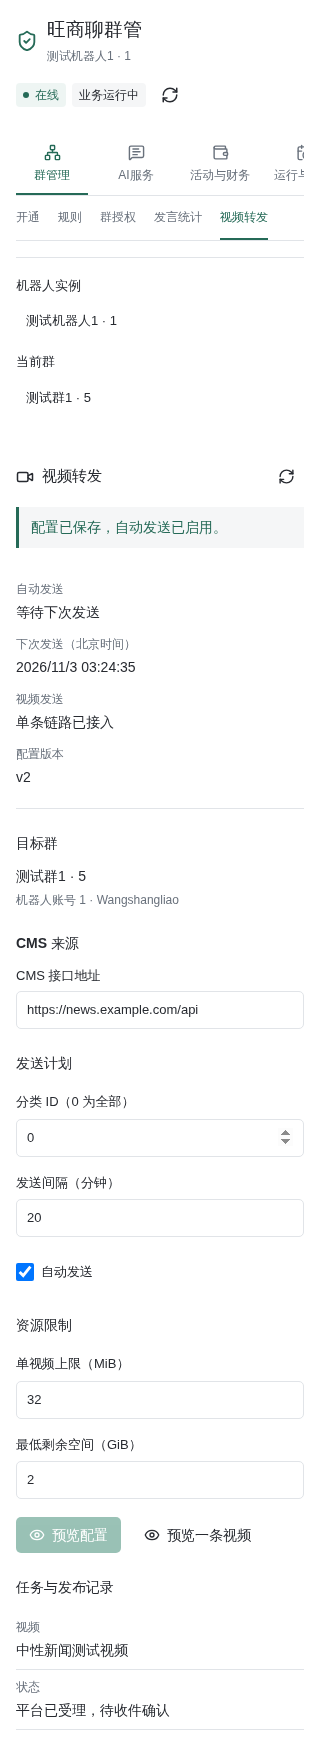 旺商聊群管
测试机器人1 · 1
在线
业务运行中
群管理
AI服务
活动与财务
开通
规则
群授权
发言统计
视频转发
机器人实例
测试机器人1 · 1
当前群
测试群1 · 5
视频转发
配置已保存，自动发送已启用。
自动发送
等待下次发送
下次发送（北京时间）
2026/11/3 03:24:35
视频发送
单条链路已接入
配置版本
v2
目标群
测试群1 · 5
机器人账号 1 · Wangshangliao
CMS 来源
CMS 接口地址
https://news.example.com/api
发送计划
分类 ID（0 为全部）
0
发送间隔（分钟）
20
自动发送
资源限制
单视频上限（MiB）
32
最低剩余空间（GiB）
2
预览配置
预览一条视频
任务与发布记录
视频
中性新闻测试视频
状态
平台已受理，待收件确认